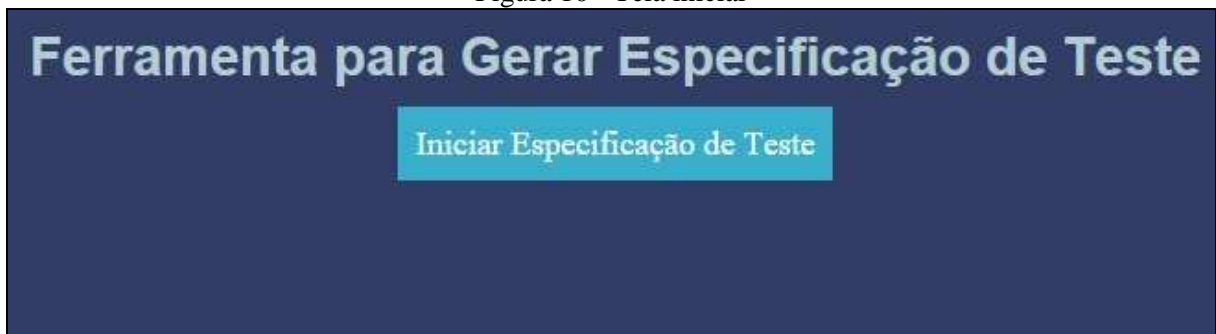 Ferramenta para Gerar Especificação de Teste
Iniciar Especificação de Teste